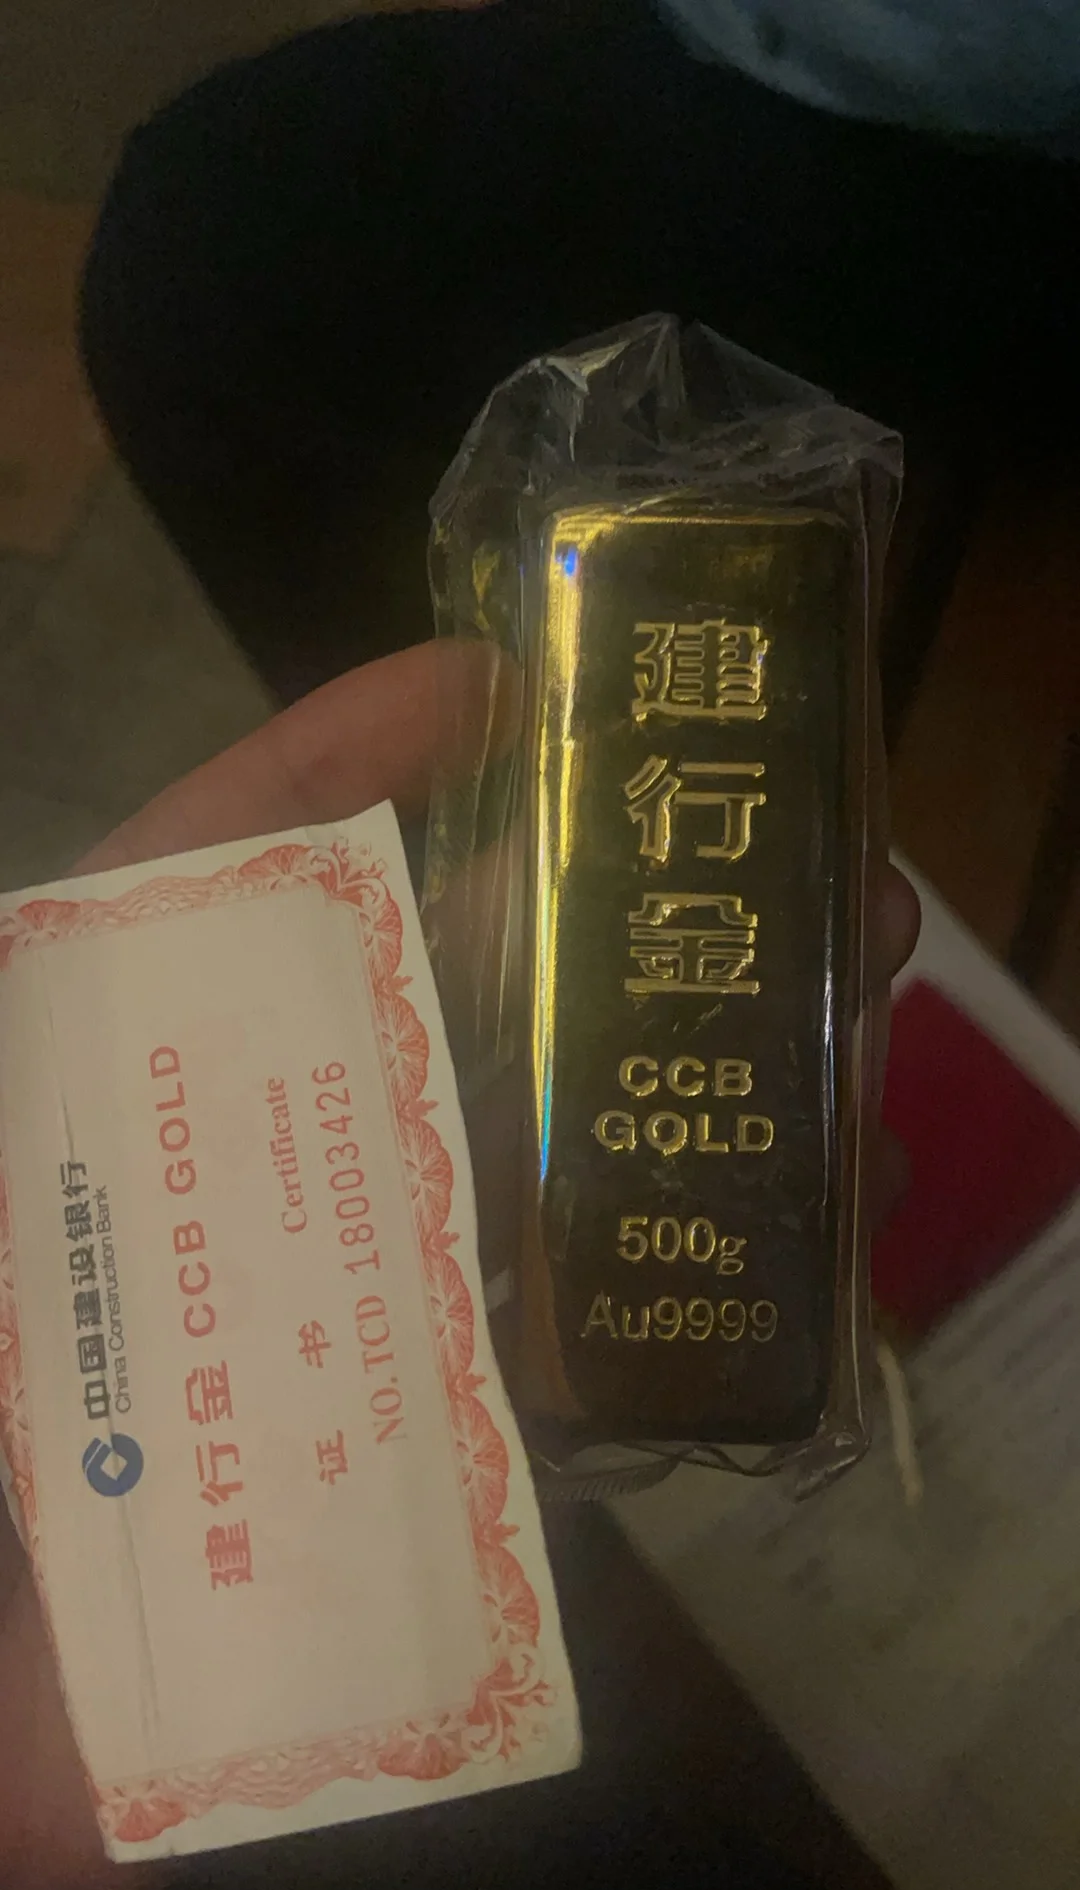 中国建设银行
China Construction Bank
建行金 CCB GOLD
证 书 Certificate
NO.TCD 18003426
建
行
金
CCB
GOLD
500g
Au9999